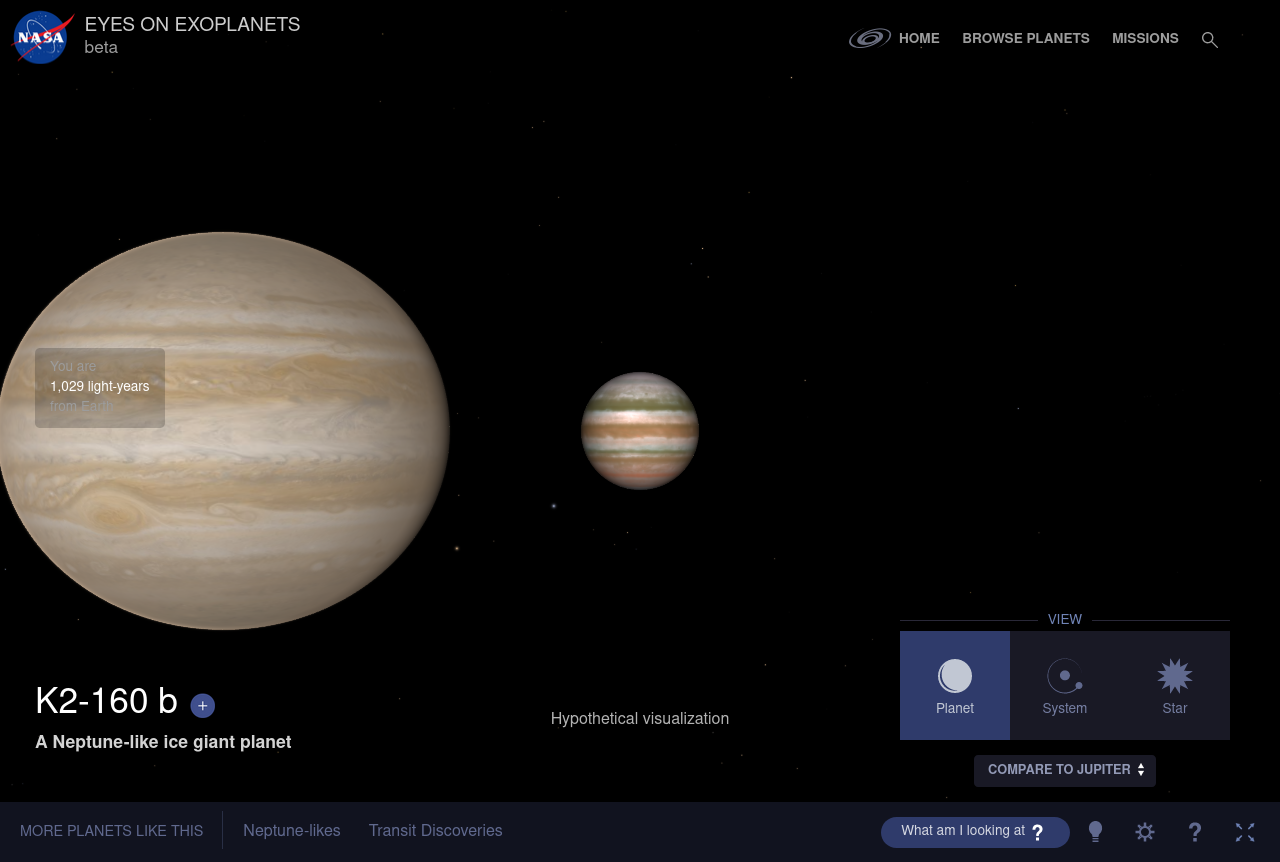 NASA
EYES ON EXOPLANETS
beta
HOME
BROWSE PLANETS
MISSIONS
You are
1,029 light-years
from Earth
K2-160 b +
A Neptune-like ice giant planet
Hypothetical visualization
VIEW
Planet
System
Star
COMPARE TO JUPITER
MORE PLANETS LIKE THIS
Neptune-likes
Transit Discoveries
What am I looking at ?
?